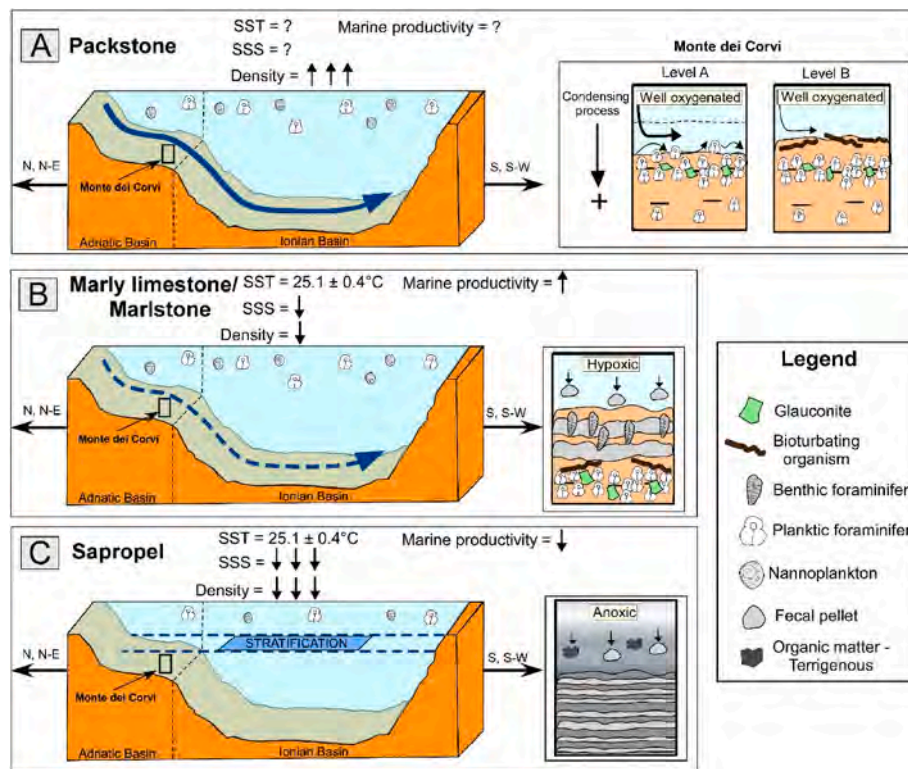 A Packstone
SST = ? Marine productivity = ?
SSS = ?
Density =
N, N-E
S, S-W
Monte dei Corvi
Adriatic Basin
Ionian Basin
Monte dei Corvi
Level A
Level B
Condensing
process
+
Well oxygenated
Well oxygenated
B Marly limestone/
Marlstone
SST = 25.1 ± 0.4°C Marine productivity =
SSS =
Density =
N, N-E
S, S-W
Monte dei Corvi
Adriatic Basin
Ionian Basin
Hypoxic
C Sapropel
SST = 25.1 ± 0.4°C Marine productivity =
SSS =
Density =
STRATIFICATION
N, N-E
S, S-W
Monte dei Corvi
Adriatic Basin
Ionian Basin
Anoxic
Legend
Glauconite
Bioturbating
organism
Benthic foraminifer
Planktic foraminifer
Nannoplankton
Fecal pellet
Organic matter -
Terrigenous